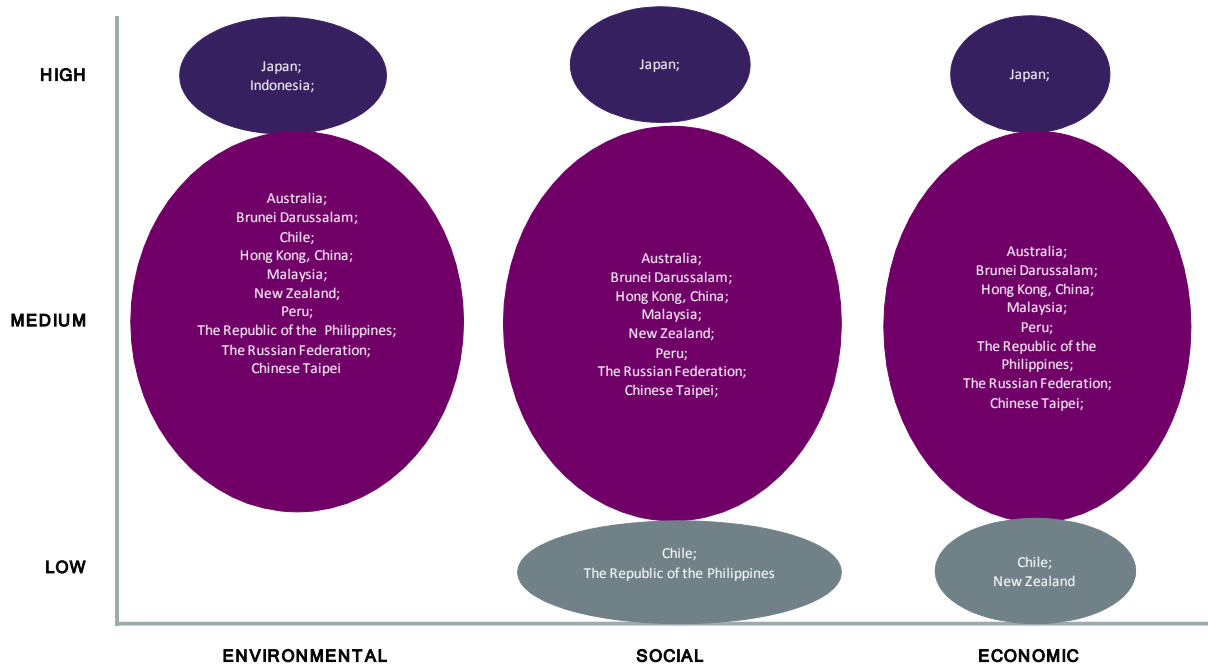 HIGH
Japan;
Indonesia;
Japan;
Japan;
MEDIUM
Australia;
Brunei Darussalam;
Chile;
Hong Kong, China;
Malaysia;
New Zealand;
Peru;
The Republic of the Philippines;
The Russian Federation;
Chinese Taipei
Australia;
Brunei Darussalam;
Hong Kong, China;
Malaysia;
New Zealand;
Peru;
The Russian Federation;
Chinese Taipei;
Australia;
Brunei Darussalam;
Hong Kong, China;
Malaysia;
Peru;
The Republic of the
Philippines;
The Russian Federation;
Chinese Taipei;
LOW
Chile;
The Republic of the Philippines
Chile;
New Zealand
ENVIRONMENTAL
SOCIAL
ECONOMIC